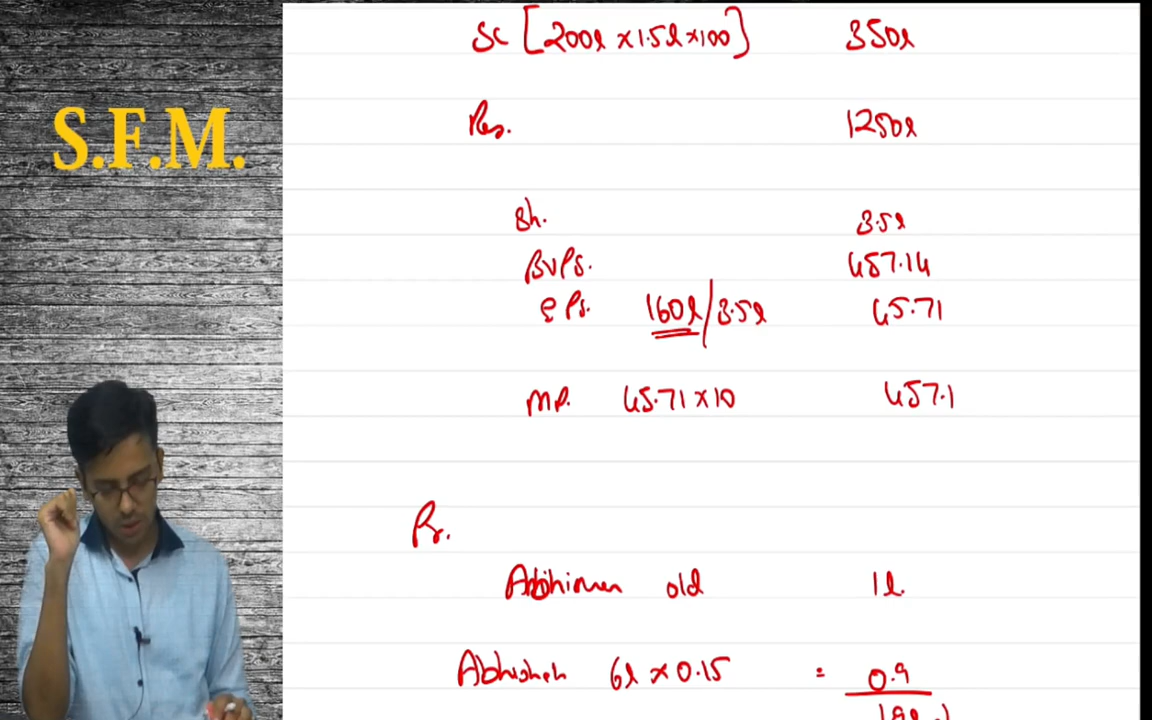 S.F.M.
SC [200l x 1.5l x 100] 350l
Res. 1250l
Sh. 3.5l
BVPS. 457.14
EPS. 160l/3.5l 45.71
MP. 45.71 x 10 457.1
Pr.
Abhiman old 1l.
Abhishek 6l x 0.15 = 0.9